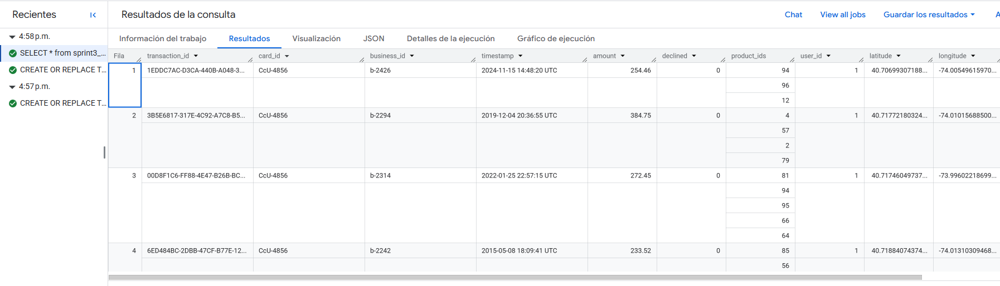 Recientes
4:58 p.m.
SELECT * from sprint3_...
CREATE OR REPLACE T...
4:57 p.m.
CREATE OR REPLACE T...
Resultados de la consulta
Chat View all jobs Guardar los resultados A
Información del trabajo Resultados Visualización JSON Detalles de la ejecución Gráfico de ejecución
Fila transaction_id card_id business_id timestamp amount declined product_ids user_id latitude longitude
1 1EDDC7AC-D3CA-440B-A048-3... CcU-4856 b-2426 2024-11-15 14:48:20 UTC 254.46 0 94 1 40.70699307188... -74.00549615970...
96
12
2 3B5E6817-317E-4C92-A7C8-B5... CcU-4856 b-2294 2019-12-04 20:36:55 UTC 384.75 0 4 1 40.71772180324... -74.01015688500...
57
2
79
3 00D8F1C6-FF88-4E47-B26B-BC... CcU-4856 b-2314 2022-01-25 22:57:15 UTC 272.45 0 81 1 40.71746049737... -73.99602218699...
94
95
66
64
4 6ED484BC-2DBB-47CF-B77E-12... CcU-4856 b-2242 2015-05-08 18:09:41 UTC 233.52 0 85 1 40.71884074374... -74.01310309468...
56